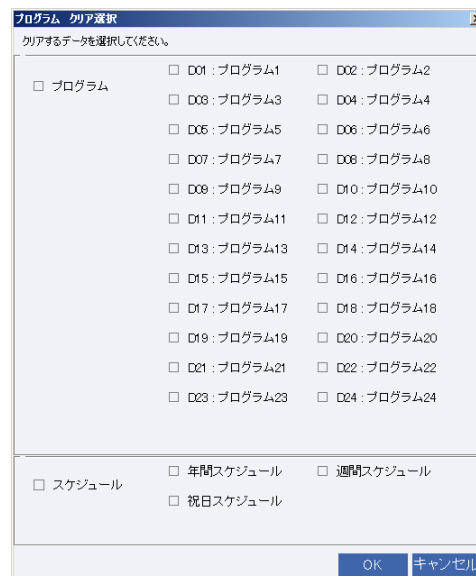 プログラム クリア選択
クリアするデータを選択してください。
プログラム
D01 : プログラム1 D02 : プログラム2
D03 : プログラム3 D04 : プログラム4
D05 : プログラム5 D06 : プログラム6
D07 : プログラム7 D08 : プログラム8
D09 : プログラム9 D10 : プログラム10
D11 : プログラム11 D12 : プログラム12
D13 : プログラム13 D14 : プログラム14
D15 : プログラム15 D16 : プログラム16
D17 : プログラム17 D18 : プログラム18
D19 : プログラム19 D20 : プログラム20
D21 : プログラム21 D22 : プログラム22
D23 : プログラム23 D24 : プログラム24
スケジュール
年間スケジュール 週間スケジュール
祝日スケジュール
OK キャンセル